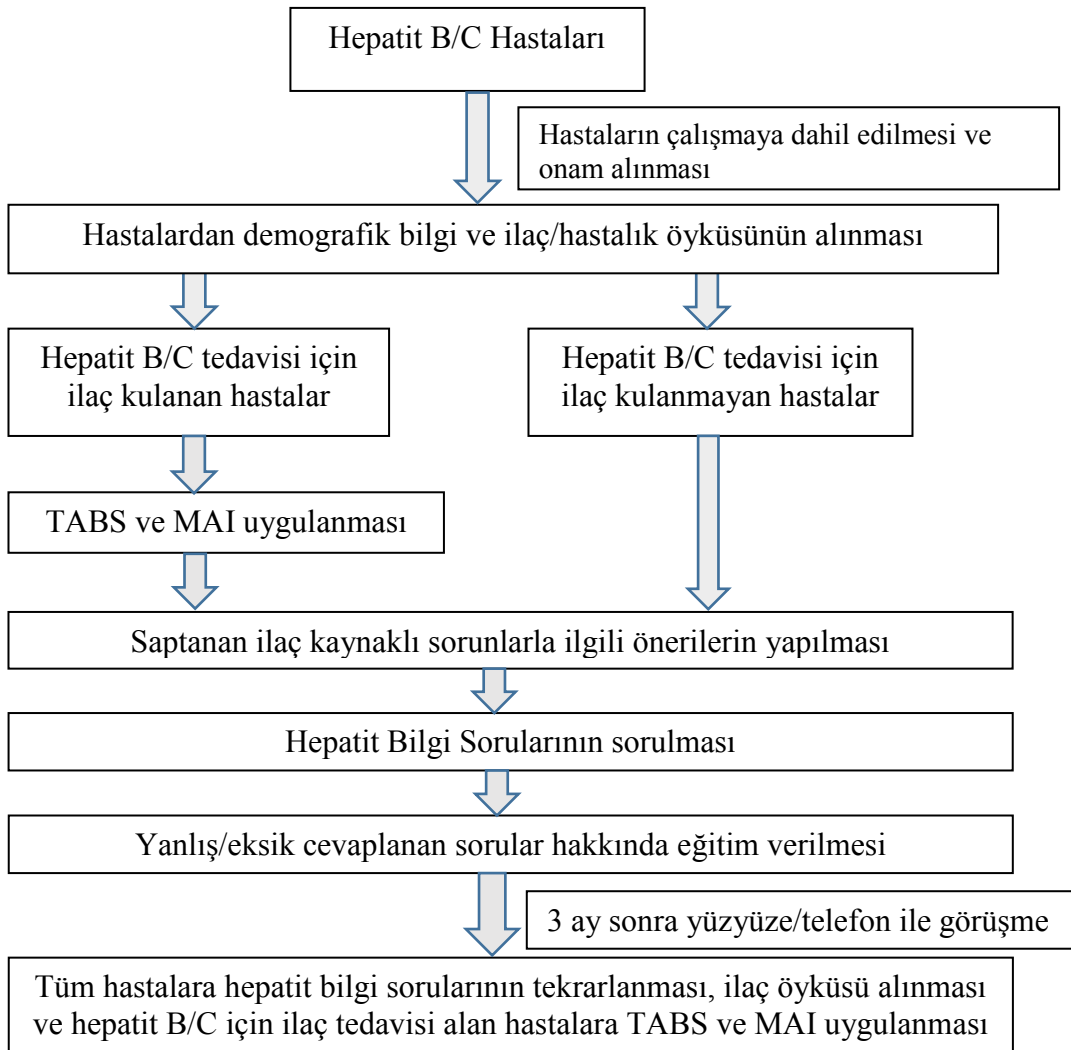 Hepatit B/C Hastaları
Hastaların çalışmaya dahil edilmesi ve
onam alınması
Hastalardan demografik bilgi ve ilaç/hastalık öyküsünün alınması
Hepatit B/C tedavisi için
ilaç kulanan hastalar
Hepatit B/C tedavisi için
ilaç kulanmayan hastalar
TABS ve MAI uygulanması
Saptanan ilaç kaynaklı sorunlarla ilgili önerilerin yapılması
Hepatit Bilgi Sorularının sorulması
Yanlış/eksik cevaplanan sorular hakkında eğitim verilmesi
3 ay sonra yüzyüze/telefon ile görüşme
Tüm hastalara hepatit bilgi sorularının tekrarlanması, ilaç öyküsü alınması
ve hepatit B/C için ilaç tedavisi alan hastalara TABS ve MAI uygulanması